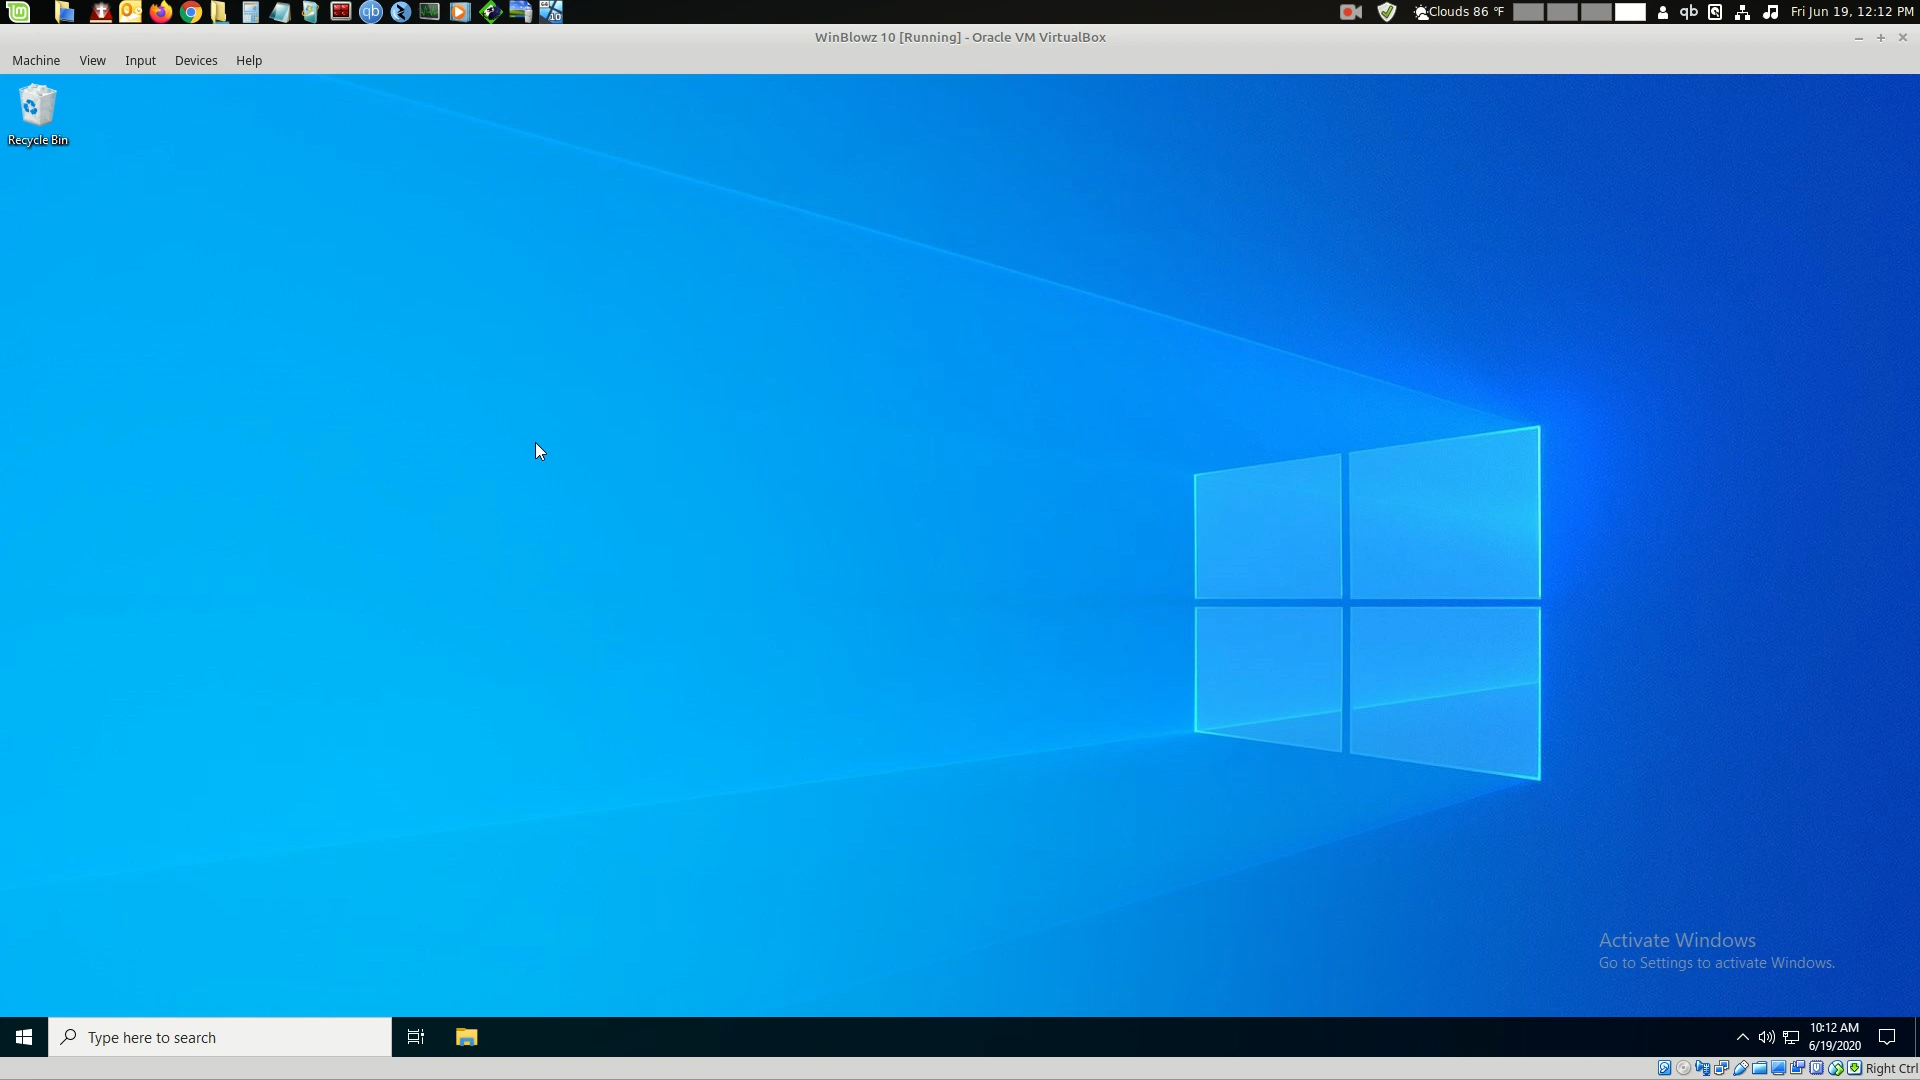 Clouds 86 °F
qb
Fri Jun 19, 12:12 PM
WinBlowz 10 [Running] - Oracle VM VirtualBox
Machine View Input Devices Help
Recycle Bin
Activate Windows
Go to Settings to activate Windows.
Type here to search
10:12 AM
6/19/2020
Right Ctrl